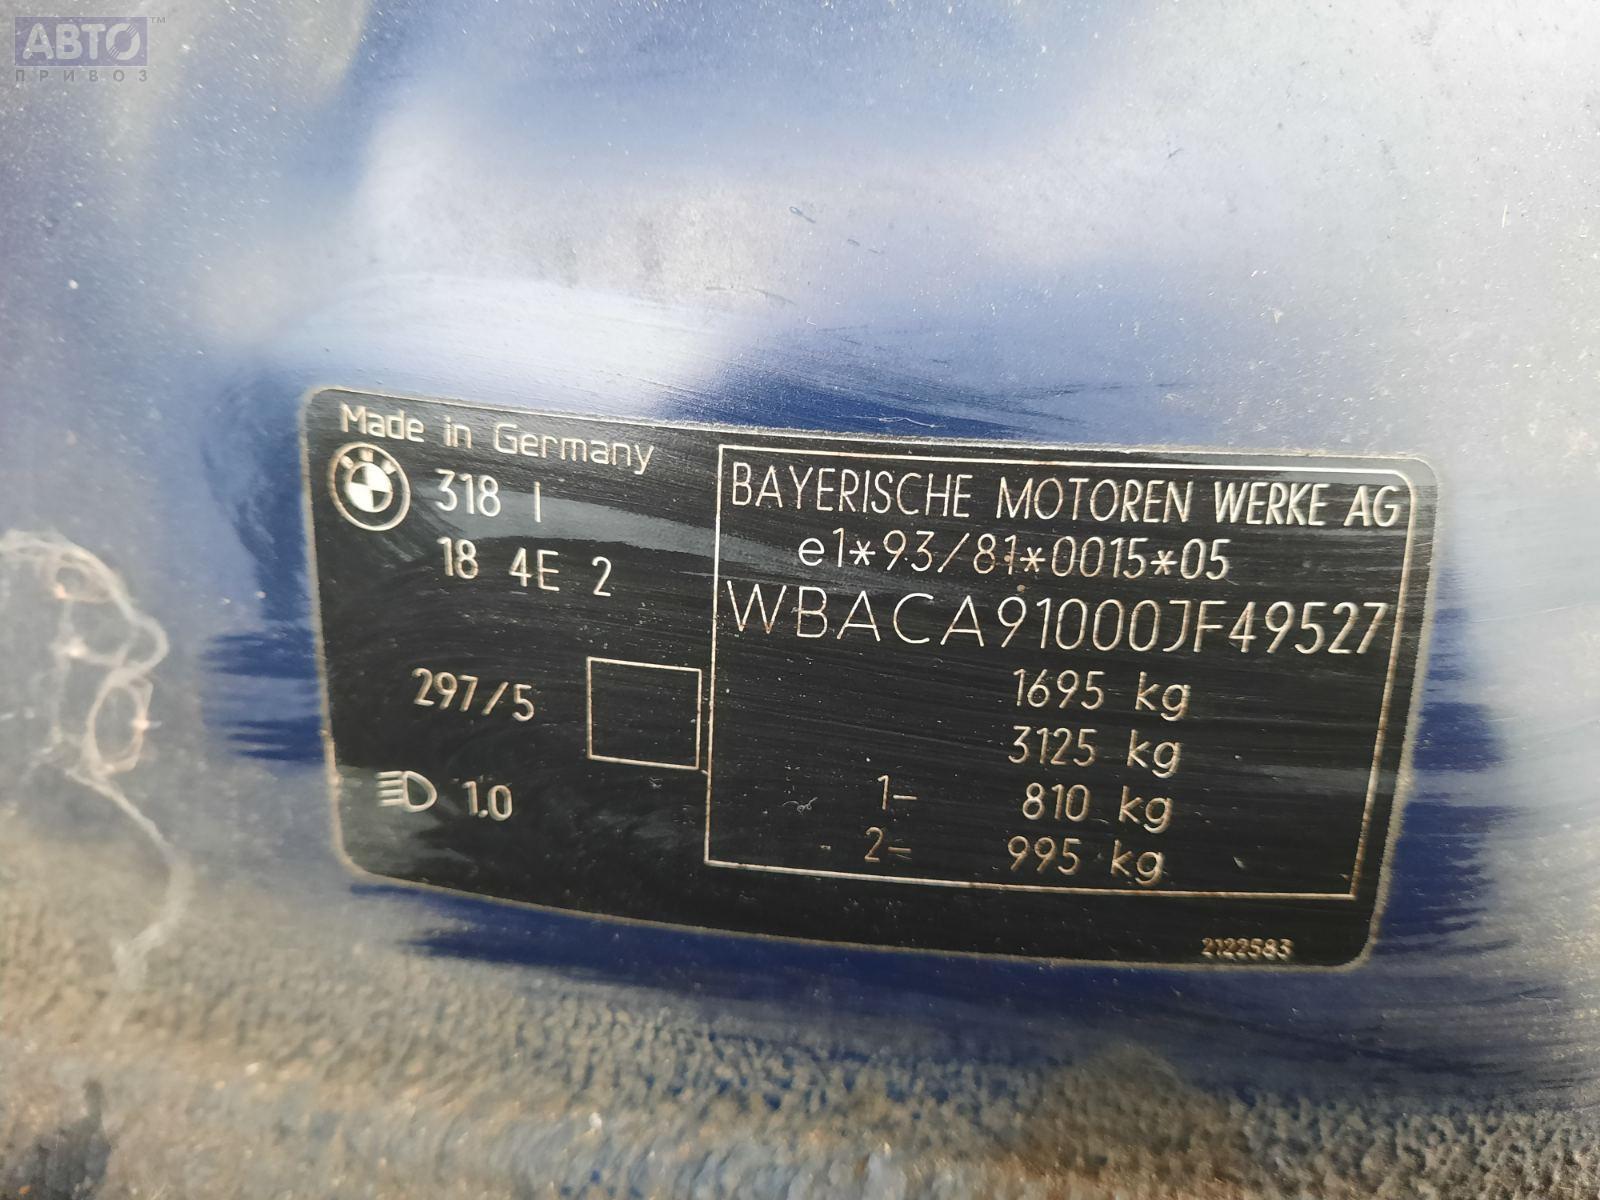 АВТО™
ПРИВОЗ
Made in Germany
318 I
18 4E 2
297/5
1.0
BAYERISCHE MOTOREN WERKE AG
e1*93/81*0015*05
WBACA91000JF49527
1695 kg
3125 kg
1- 810 kg
2- 995 kg
2122583